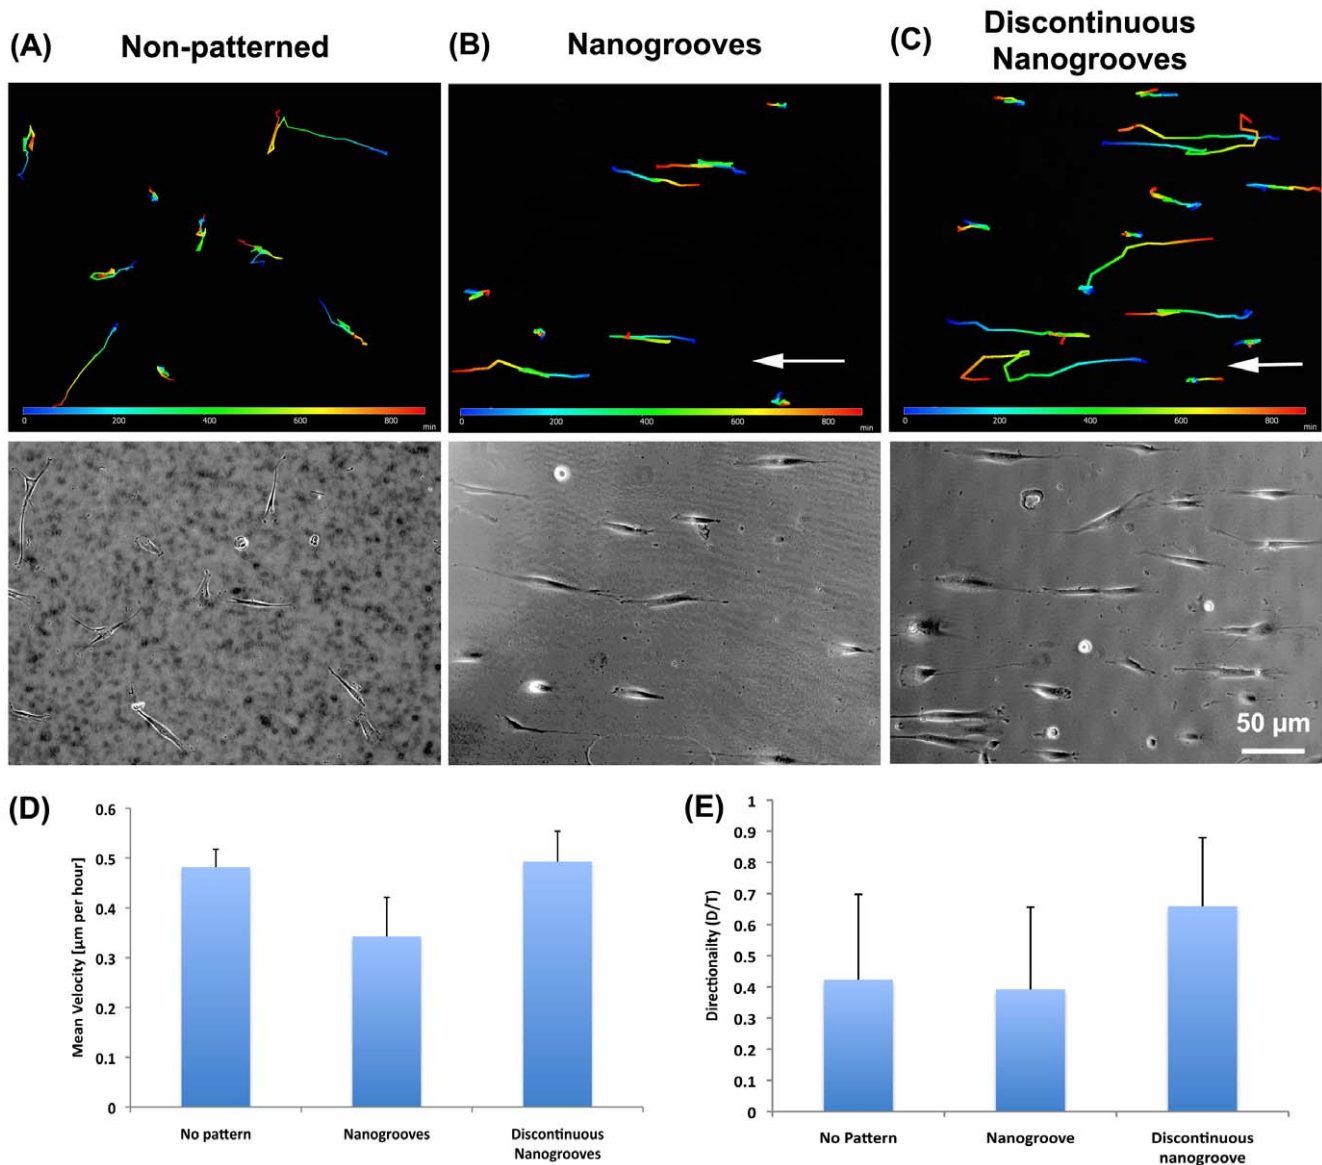 (A) Non-patterned
(B) Nanogrooves
(C) Discontinuous
Nanogrooves
0 200 400 600 800
min
0 200 400 600 800
min
0 200 400 600 800
min
50 µm
(D)
Mean Velocity [µm per hour]
0.6
0.5
0.4
0.3
0.2
0.1
0
No pattern
Nanogrooves
Discontinuous
Nanogrooves
(E)
Directionailty (D/T)
1
0.9
0.8
0.7
0.6
0.5
0.4
0.3
0.2
0.1
0
No Pattern
Nanogroove
Discontinuous
nanogroove